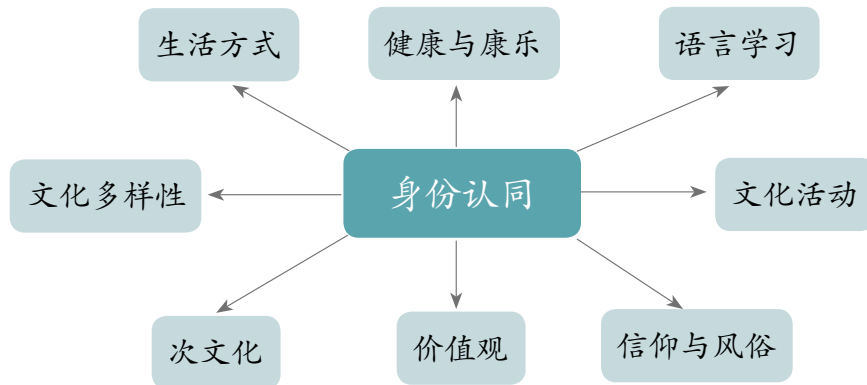 生活方式
健康与康乐
语言学习
文化多样性
身份认同
文化活动
次文化
价值观
信仰与风俗